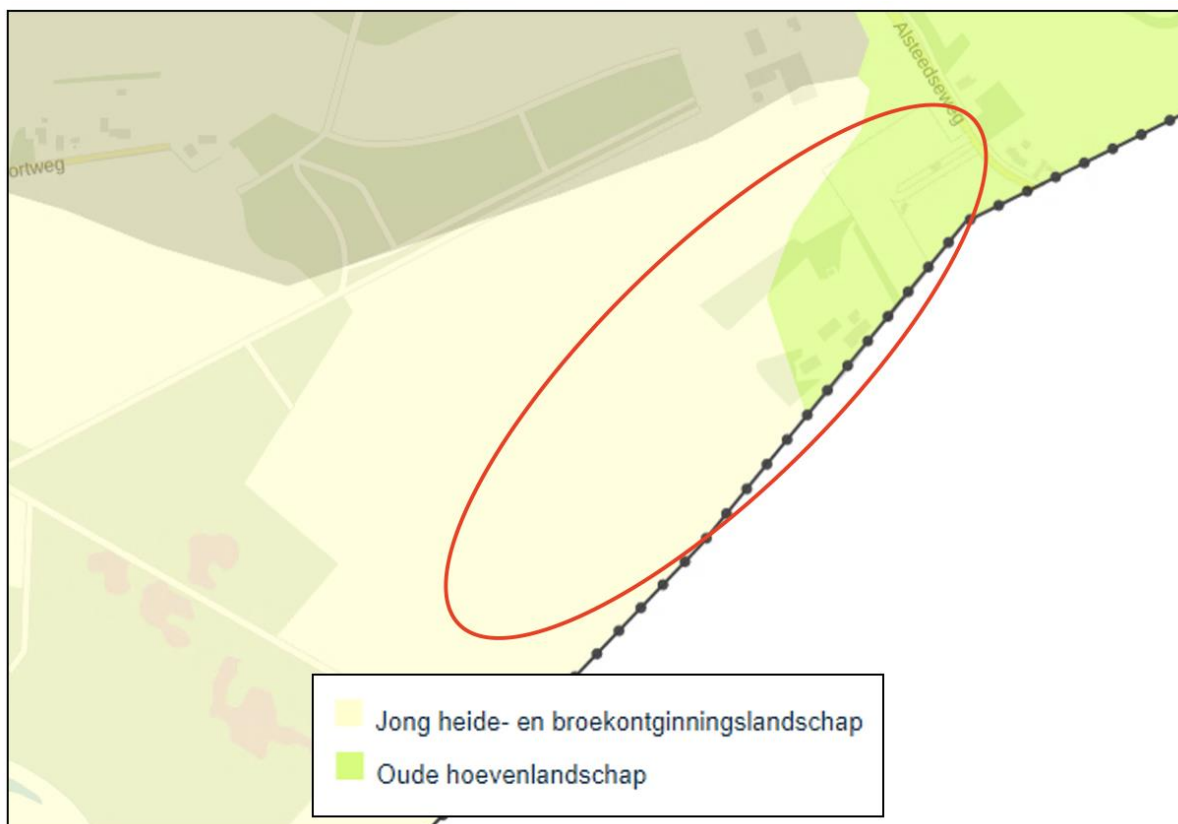 Alsteedseweg
ortweg
Jong heide- en broekontginningslandschap
Oude hoevenlandschap